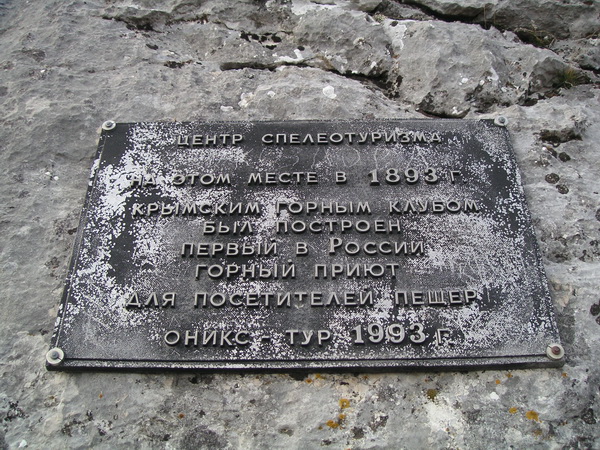 ЦЕНТР СПЕЛЕОТУРИЗМА
НА ЭТОМ МЕСТЕ В 1893 Г.
КРЫМСКИМ ГОРНЫМ КЛУБОМ
БЫЛ ПОСТРОЕН
ПЕРВЫЙ В РОССИИ
ГОРНЫЙ ПРИЮТ
ДЛЯ ПОСЕТИТЕЛЕЙ ПЕЩЕР
ОНИКС - ТУР 1993 Г.